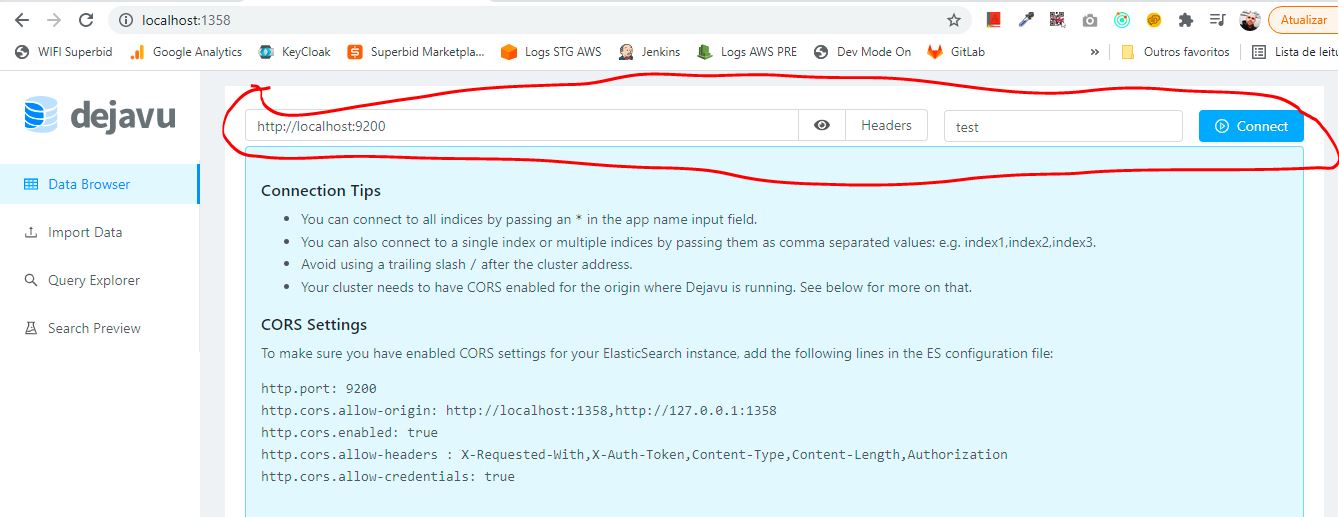 localhost:1358
Atualizar
WIFI Superbid
Google Analytics
KeyCloak
Superbid Marketpla...
Logs STG AWS
Jenkins
Logs AWS PRE
Dev Mode On
GitLab
»
Outros favoritos
Lista de leitu
dejavu
http://localhost:9200
Headers
test
Connect
Data Browser
Import Data
Query Explorer
Search Preview
Connection Tips
• You can connect to all indices by passing an * in the app name input field.
• You can also connect to a single index or multiple indices by passing them as comma separated values: e.g. index1,index2,index3.
• Avoid using a trailing slash / after the cluster address.
• Your cluster needs to have CORS enabled for the origin where Dejavu is running. See below for more on that.
CORS Settings
To make sure you have enabled CORS settings for your ElasticSearch instance, add the following lines in the ES configuration file:
http.port: 9200
http.cors.allow-origin: http://localhost:1358,http://127.0.0.1:1358
http.cors.enabled: true
http.cors.allow-headers : X-Requested-With,X-Auth-Token,Content-Type,Content-Length,Authorization
http.cors.allow-credentials: true